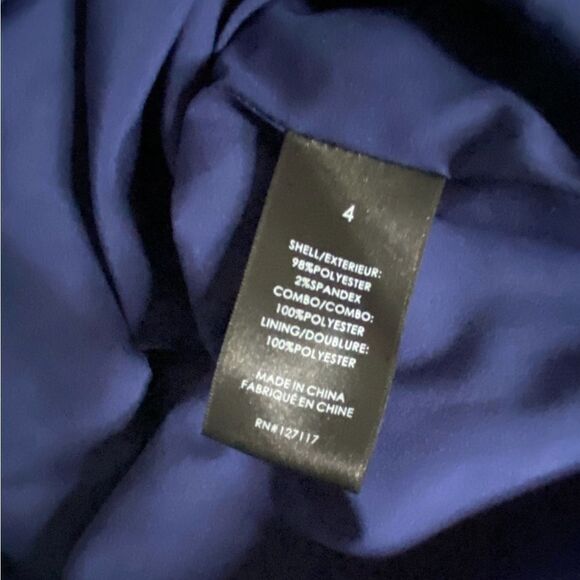 4
SHELL/EXTERIEUR:
98%POLYESTER
2%SPANDEX
COMBO/COMBO:
100%POLYESTER
LINING/DOUBLURE:
100%POLYESTER
MADE IN CHINA
FABRIQUÉ EN CHINE
RN#127117